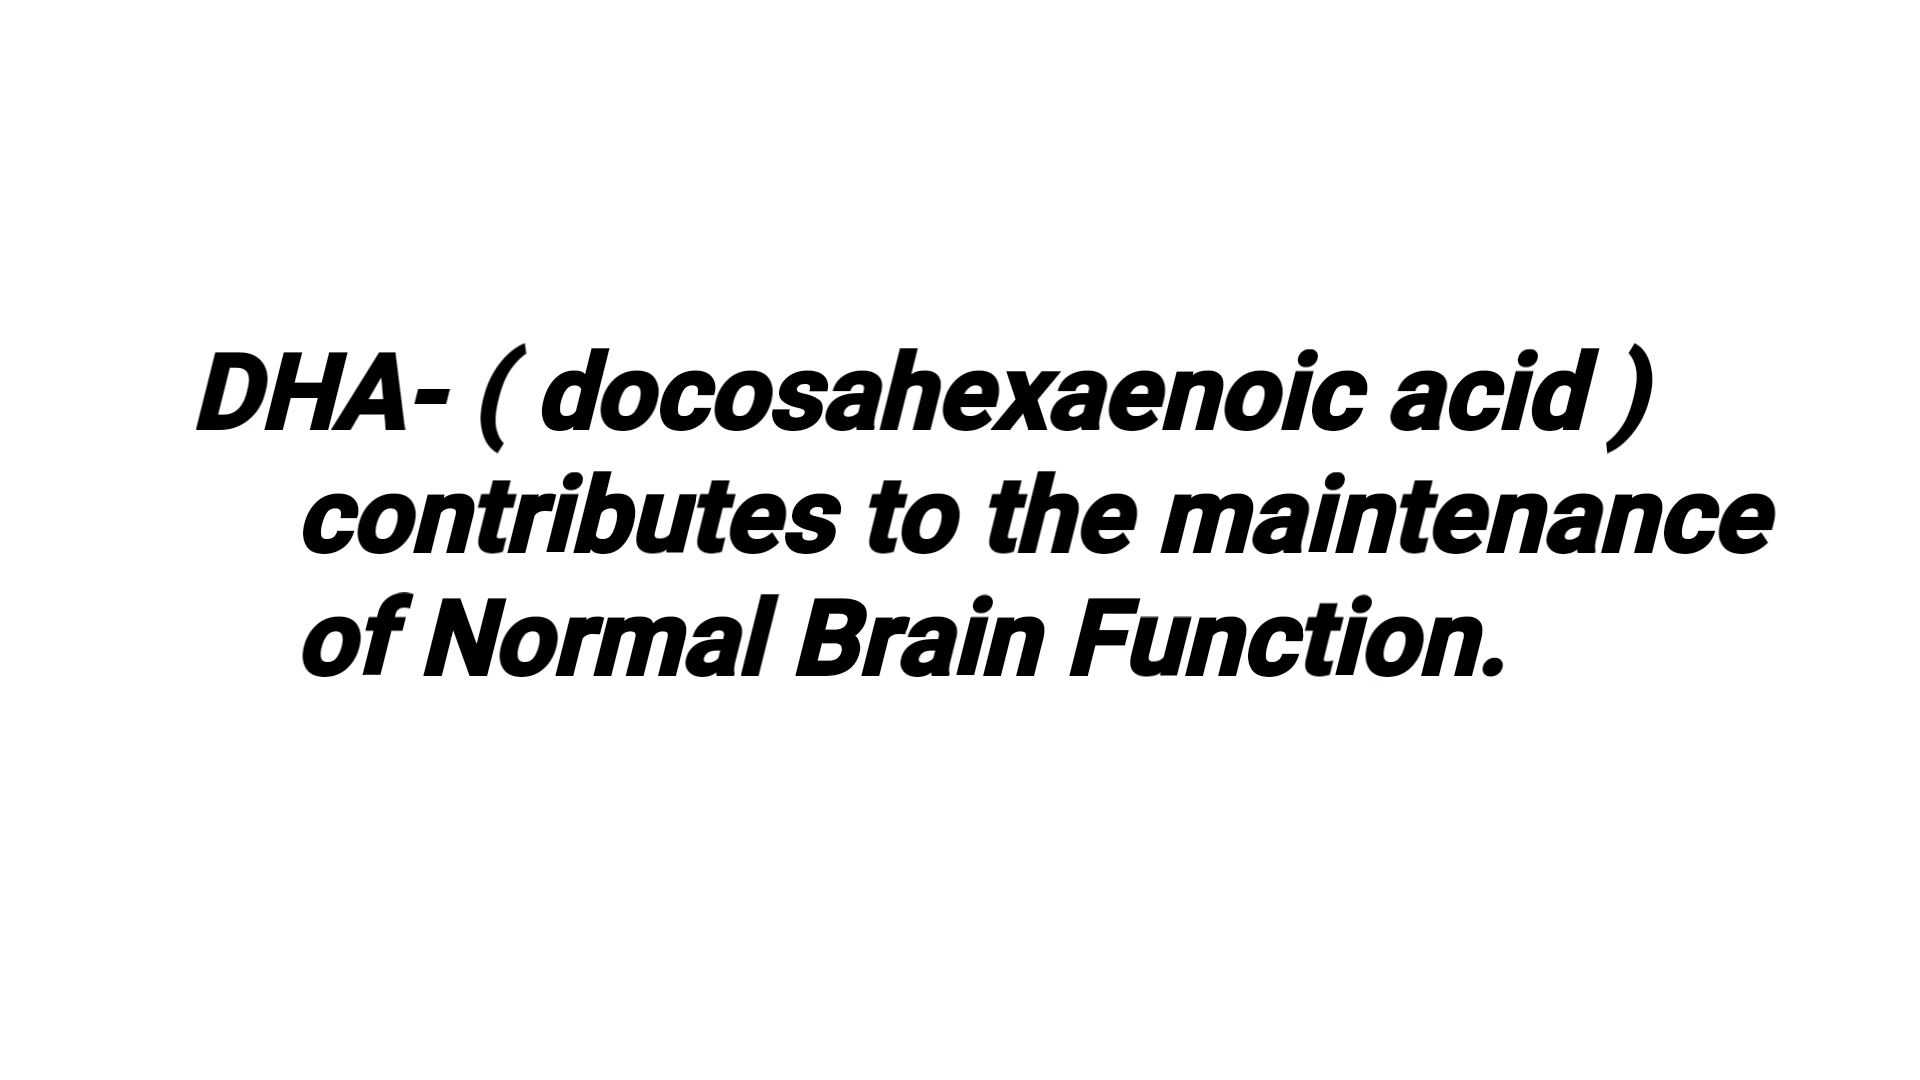 DHA- ( docosahexaenoic acid )
contributes to the maintenance
of Normal Brain Function.